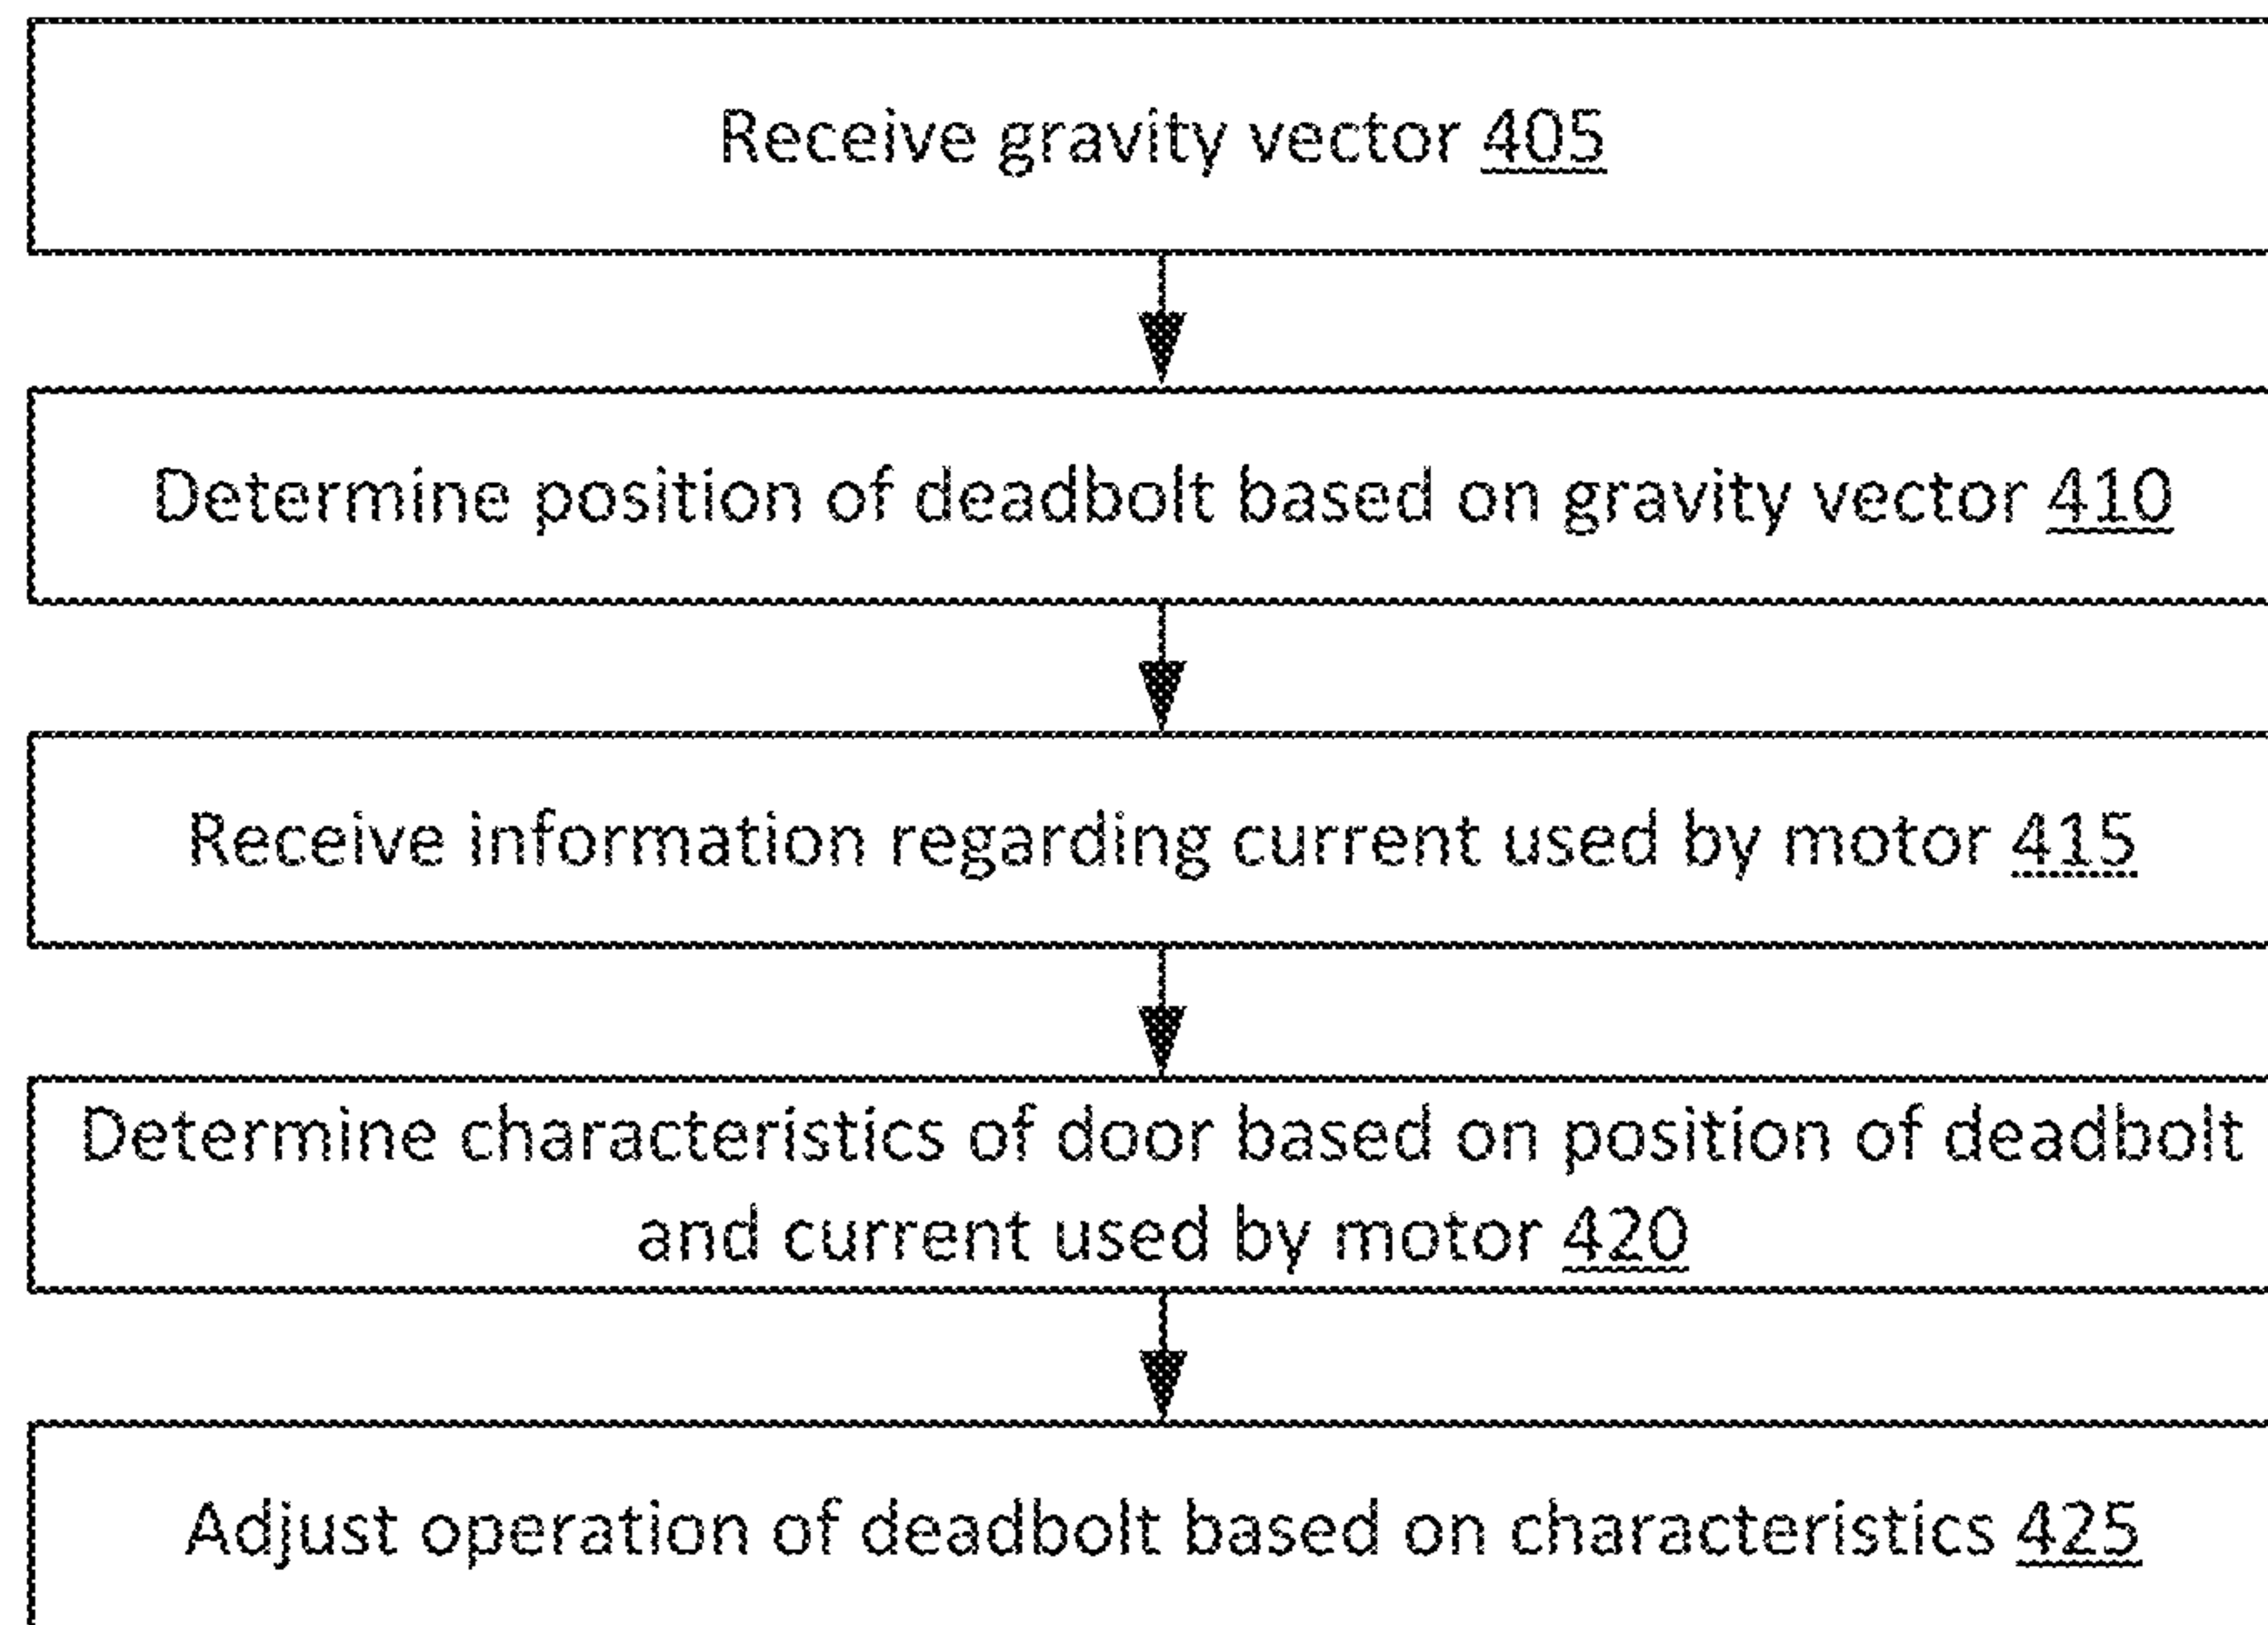 Receive gravity vector 405
Determine position of deadbolt based on gravity vector 410
Receive information regarding current used by motor 415
Determine characteristics of door based on position of deadbolt
and current used by motor 420
Adjust operation of deadbolt based on characteristics 425